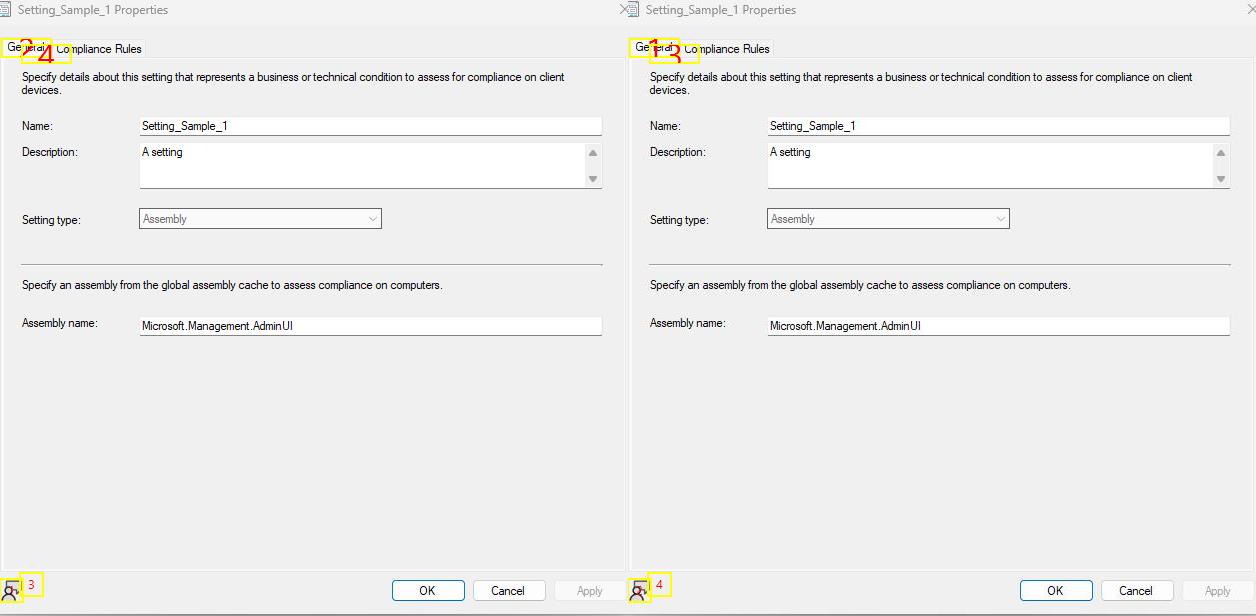 Setting_Sample_1 Properties
General Compliance Rules
2
4
Specify details about this setting that represents a business or technical condition to assess for compliance on client
devices.
Name: Setting_Sample_1
Description: A setting
Setting type: Assembly
Specify an assembly from the global assembly cache to assess compliance on computers.
Assembly name: Microsoft.Management.AdminUI
3
OK Cancel Apply
Setting_Sample_1 Properties
General Compliance Rules
1
3
Specify details about this setting that represents a business or technical condition to assess for compliance on client
devices.
Name: Setting_Sample_1
Description: A setting
Setting type: Assembly
Specify an assembly from the global assembly cache to assess compliance on computers.
Assembly name: Microsoft.Management.AdminUI
4
OK Cancel Apply